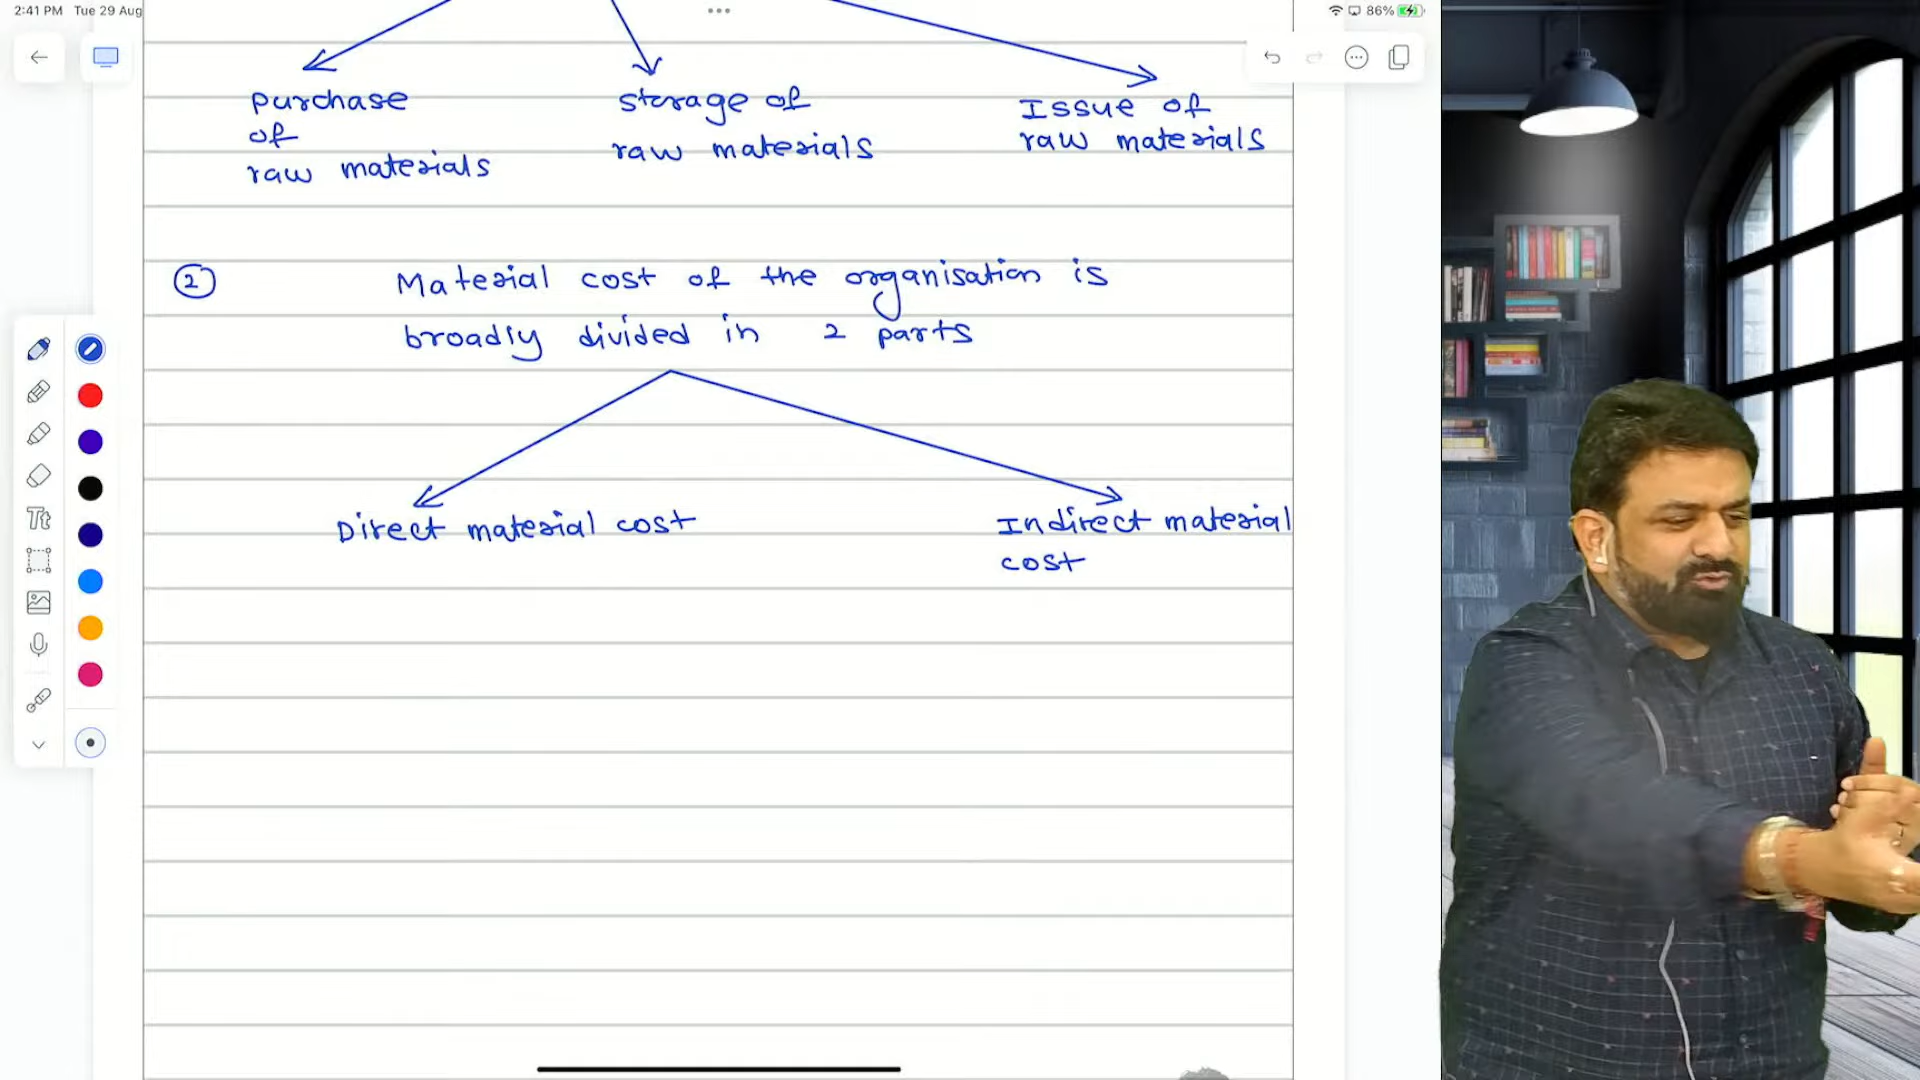 2:41 PM Tue 29 Aug
86%
purchase
of
raw materials
storage of
raw materials
Issue of
raw materials
2
Material cost of the organisation is
broadly divided in 2 parts
Direct material cost
Indirect material
cost
Tt